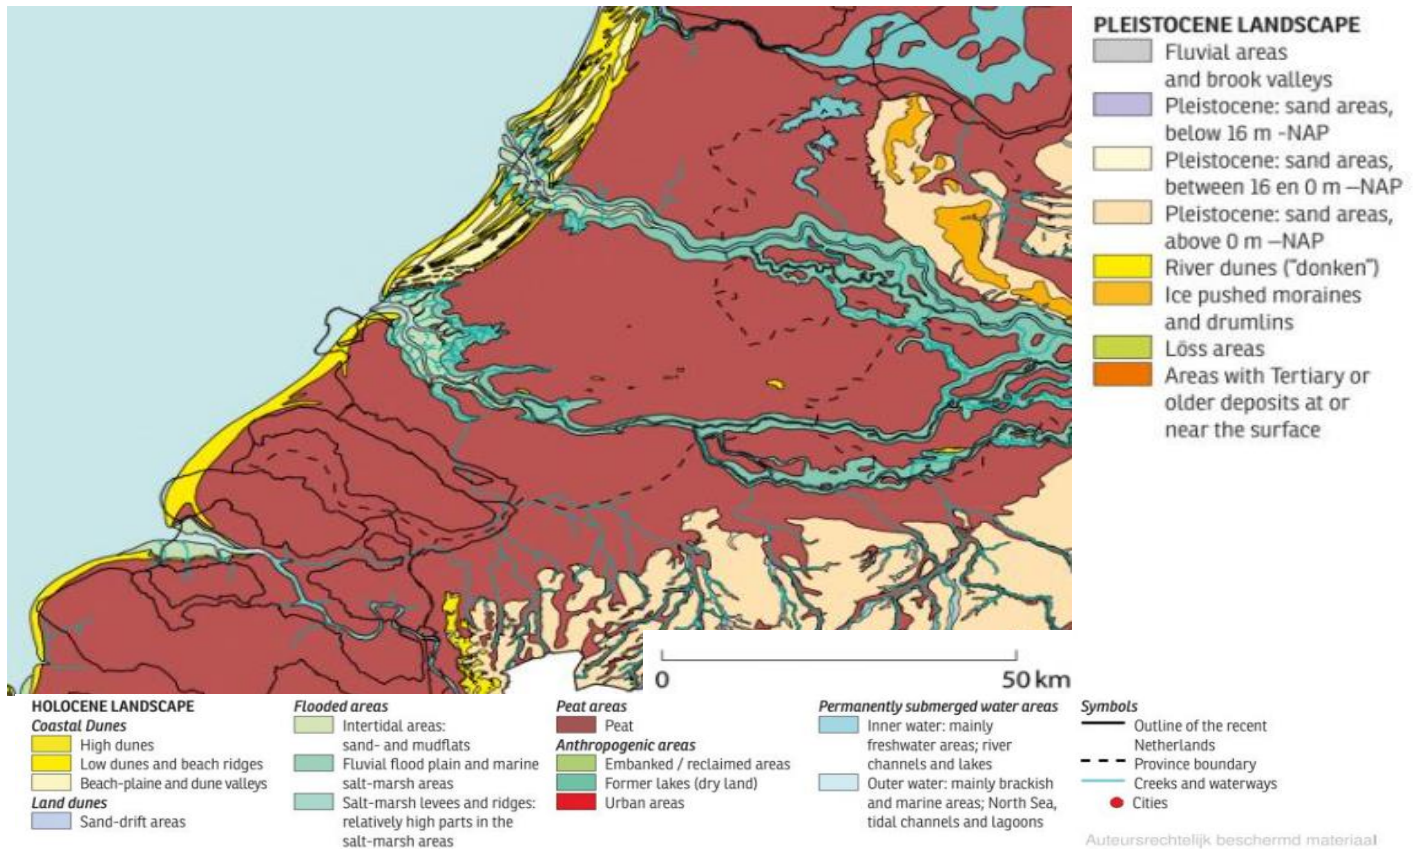 PLEISTOCENE LANDSCAPE
Fluvial areas
and brook valleys
Pleistocene: sand areas,
below 16 m -NAP
Pleistocene: sand areas,
between 16 en 0 m —NAP
Pleistocene: sand areas,
above 0 m —NAP
River dunes ("donken")
Ice pushed moraines
and drumlins
Löss areas
Areas with Tertiary or
older deposits at or
near the surface
0 50 km
HOLOCENE LANDSCAPE
Coastal Dunes
High dunes
Low dunes and beach ridges
Beach-plaine and dune valleys
Land dunes
Sand-drift areas
Flooded areas
Intertidal areas:
sand- and mudflats
Fluvial flood plain and marine
salt-marsh areas
Salt-marsh levees and ridges:
relatively high parts in the
salt-marsh areas
Peat areas
Peat
Anthropogenic areas
Embanked / reclaimed areas
Former lakes (dry land)
Urban areas
Permanently submerged water areas
Inner water: mainly
freshwater areas; river
channels and lakes
Outer water: mainly brackish
and marine areas; North Sea,
tidal channels and lagoons
Symbols
Outline of the recent
Netherlands
Province boundary
Creeks and waterways
Cities
Auteursrechtelijk beschermd materiaal